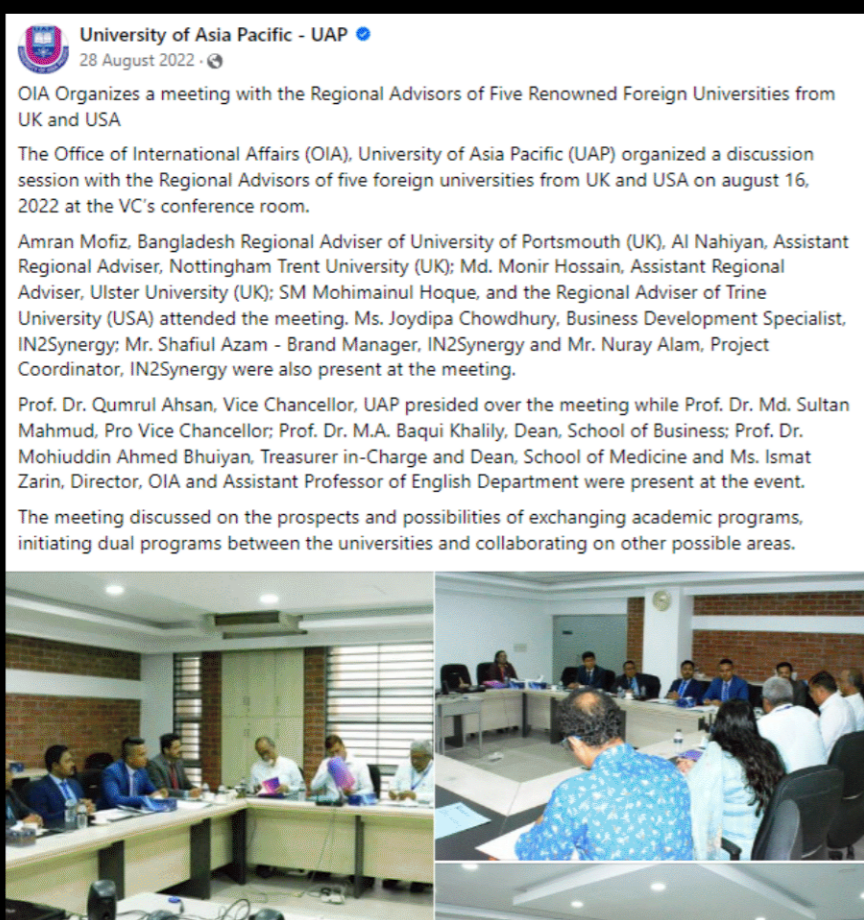 University of Asia Pacific - UAP
28 August 2022 ·
OIA Organizes a meeting with the Regional Advisors of Five Renowned Foreign Universities from
UK and USA
The Office of International Affairs (OIA), University of Asia Pacific (UAP) organized a discussion
session with the Regional Advisors of five foreign universities from UK and USA on august 16,
2022 at the VC's conference room.
Amran Mofiz, Bangladesh Regional Adviser of University of Portsmouth (UK), Al Nahiyan, Assistant
Regional Adviser, Nottingham Trent University (UK); Md. Monir Hossain, Assistant Regional
Adviser, Ulster University (UK); SM Mohimainul Hoque, and the Regional Adviser of Trine
University (USA) attended the meeting. Ms. Joydipa Chowdhury, Business Development Specialist,
IN2Synergy; Mr. Shafiul Azam - Brand Manager, IN2Synergy and Mr. Nuray Alam, Project
Coordinator, IN2Synergy were also present at the meeting.
Prof. Dr. Qumrul Ahsan, Vice Chancellor, UAP presided over the meeting while Prof. Dr. Md. Sultan
Mahmud, Pro Vice Chancellor; Prof. Dr. M.A. Baqui Khalily, Dean, School of Business; Prof. Dr.
Mohiuddin Ahmed Bhuiyan, Treasurer in-Charge and Dean, School of Medicine and Ms. Ismat
Zarin, Director, OIA and Assistant Professor of English Department were present at the event.
The meeting discussed on the prospects and possibilities of exchanging academic programs,
initiating dual programs between the universities and collaborating on other possible areas.